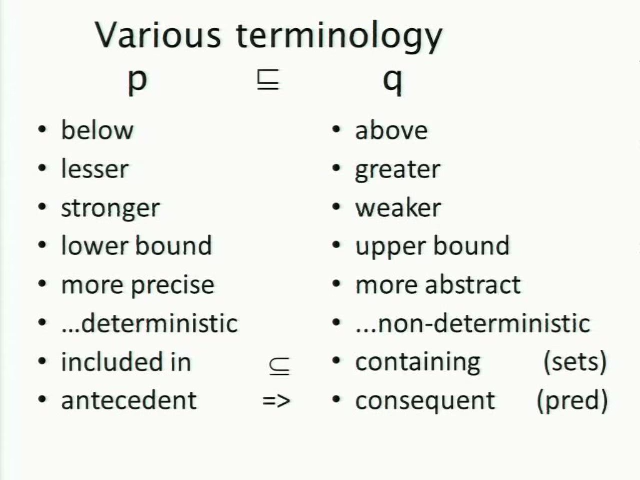 Various terminology
p ⊑ q
• below • above
• lesser • greater
• stronger • weaker
• lower bound • upper bound
• more precise • more abstract
• …deterministic • ...non-deterministic
• included in ⊆ • containing (sets)
• antecedent => • consequent (pred)